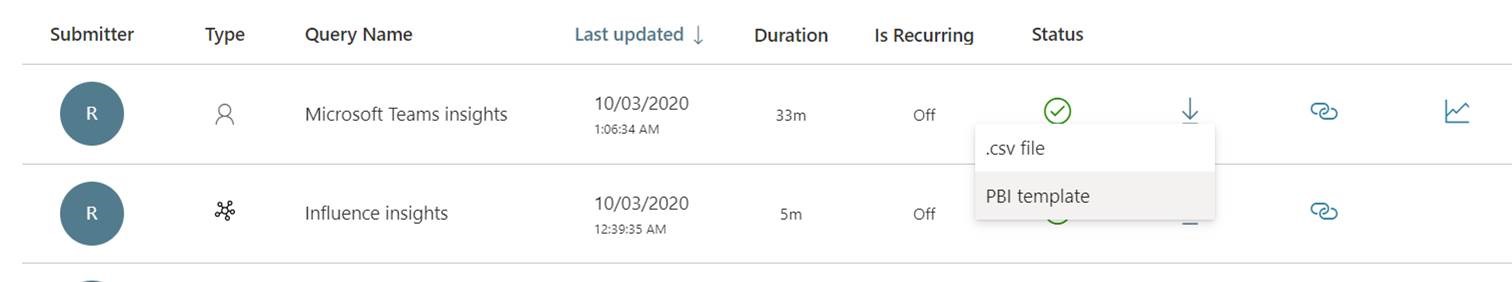 Submitter Type Query Name Last updated ↓ Duration Is Recurring Status
R Microsoft Teams insights 10/03/2020 33m Off
1:06:34 AM
.csv file
PBI template
R Influence insights 10/03/2020 5m Off
12:39:35 AM